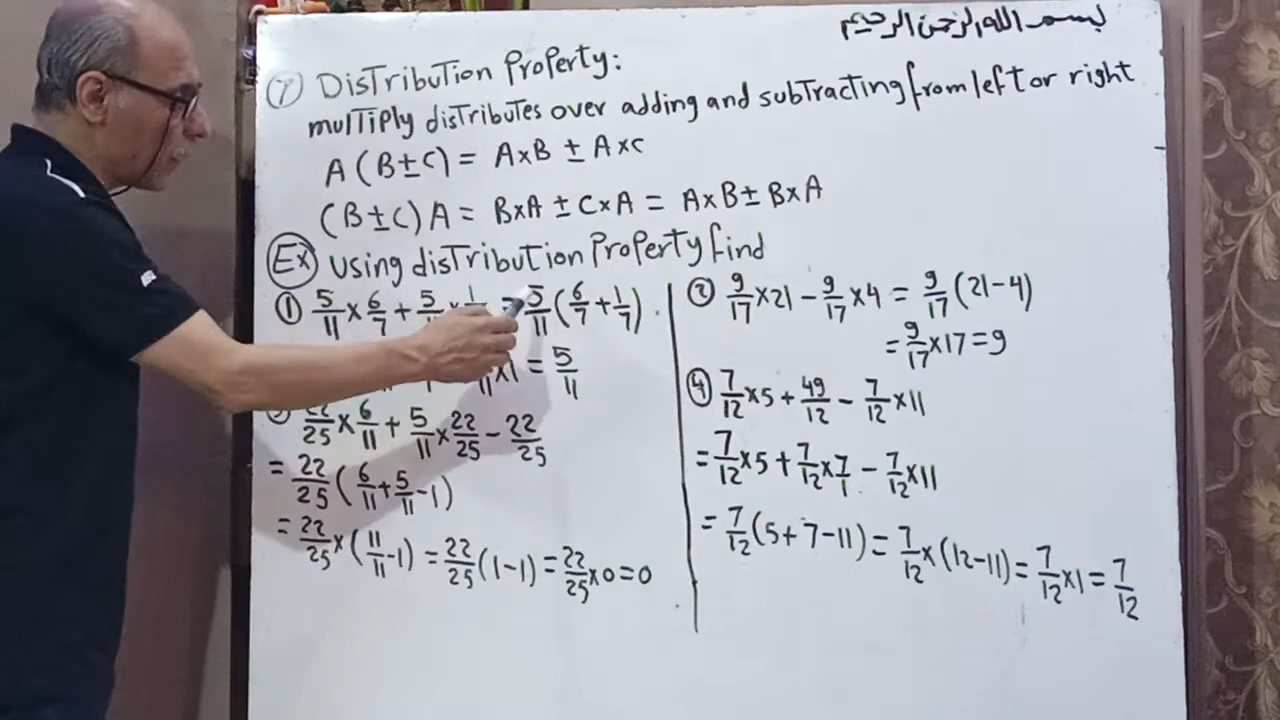 بسم الله الرحمن الرحيم
7 Distribution Property:
multiply distributes over adding and subtracting from left or right
A (B±C) = A×B ± A×C
(B±C) A = B×A ± C×A = A×B ± B×A
Ex Using distribution Property find
1 5/11 × 6/7 + 5/ × 1/ = 5/11 (6/7 + 1/7)
/11 × 1 = 5/11
22/25 × 6/11 + 5/11 × 22/25 − 22/25
= 22/25 (6/11 + 5/11 − 1)
= 22/25 × (11/11 − 1) = 22/25 (1−1) = 22/25 × 0 = 0
2 9/17 × 21 − 9/17 × 4 = 9/17 (21−4)
= 9/17 × 17 = 9
4 7/12 × 5 + 49/12 − 7/12 × 11
= 7/12 × 5 + 7/12 × 7/1 − 7/12 × 11
= 7/12 (5 + 7 − 11) = 7/12 × (12−11) = 7/12 × 1 = 7/12